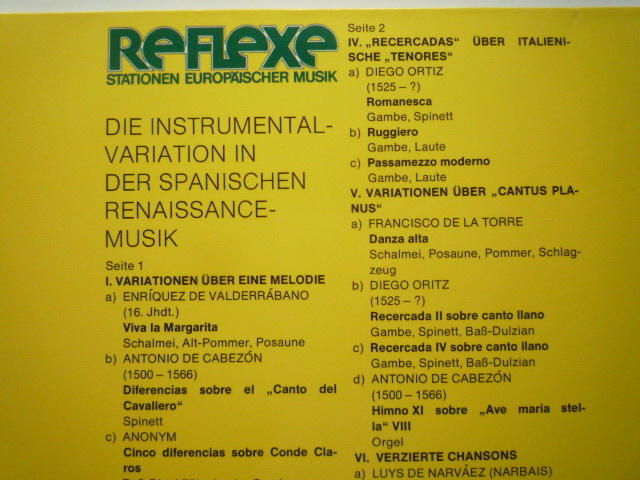 ReFLexe
STATIONEN EUROPÄISCHER MUSIK
DIE INSTRUMENTAL-
VARIATION IN
DER SPANISCHEN
RENAISSANCE-
MUSIK
Seite 1
I. VARIATIONEN ÜBER EINE MELODIE
a) ENRÍQUEZ DE VALDERRÁBANO
(16. Jhdt.)
Viva la Margarita
Schalmei, Alt-Pommer, Posaune
b) ANTONIO DE CABEZÓN
(1500 – 1566)
Diferencias sobre el „Canto del
Cavallero“
Spinett
c) ANONYM
Cinco diferencias sobre Conde Cla-
ros
Seite 2
IV. „RECERCADAS“ ÜBER ITALIENI-
SCHE „TENORES“
a) DIEGO ORTIZ
(1525 – ?)
Romanesca
Gambe, Spinett
b) Ruggiero
Gambe, Laute
c) Passamezzo moderno
Gambe, Laute
V. VARIATIONEN ÜBER „CANTUS PLA-
NUS“
a) FRANCISCO DE LA TORRE
Danza alta
Schalmei, Posaune, Pommer, Schlag-
zeug
b) DIEGO ORITZ
(1525 – ?)
Recercada II sobre canto llano
Gambe, Spinett, Baß-Dulzian
c) Recercada IV sobre canto llano
Gambe, Spinett, Baß-Dulzian
d) ANTONIO DE CABEZÓN
(1500 – 1566)
Himno XI sobre „Ave maria stel-
la“ VIII
Orgel
VI. VERZIERTE CHANSONS
a) LUYS DE NARVÁEZ (NARBAIS)